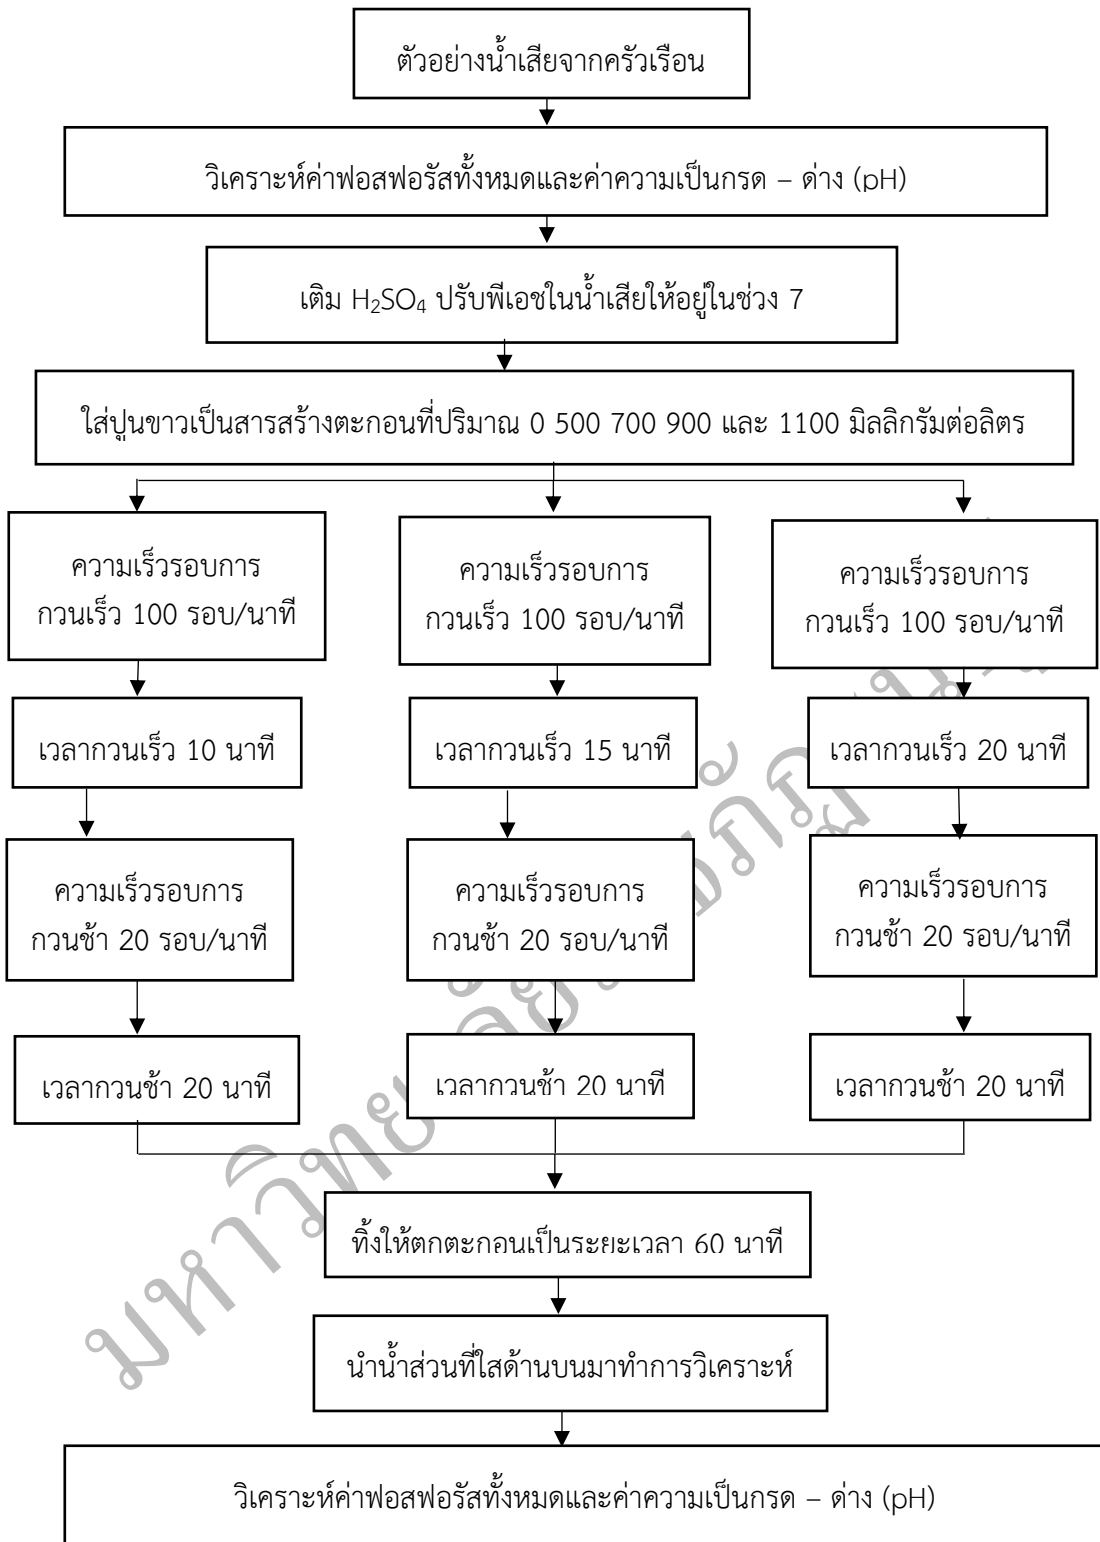 ตัวอย่างน้ำเสียจากครัวเรือน
วิเคราะห์ค่าฟอสฟอรัสทั้งหมดและค่าความเป็นกรด – ด่าง (pH)
เติม H₂SO₄ ปรับพีเอชในน้ำเสียให้อยู่ในช่วง 7
ใส่ปูนขาวเป็นสารสร้างตะกอนที่ปริมาณ 0 500 700 900 และ 1100 มิลลิกรัมต่อลิตร
ความเร็วรอบการ
กวนเร็ว 100 รอบ/นาที
ความเร็วรอบการ
กวนเร็ว 100 รอบ/นาที
ความเร็วรอบการ
กวนเร็ว 100 รอบ/นาที
เวลากวนเร็ว 10 นาที
เวลากวนเร็ว 15 นาที
เวลากวนเร็ว 20 นาที
ความเร็วรอบการ
กวนช้า 20 รอบ/นาที
ความเร็วรอบการ
กวนช้า 20 รอบ/นาที
ความเร็วรอบการ
กวนช้า 20 รอบ/นาที
เวลากวนช้า 20 นาที
เวลากวนช้า 20 นาที
เวลากวนช้า 20 นาที
ทิ้งให้ตกตะกอนเป็นระยะเวลา 60 นาที
นำน้ำส่วนที่ใสด้านบนมาทำการวิเคราะห์
วิเคราะห์ค่าฟอสฟอรัสทั้งหมดและค่าความเป็นกรด – ด่าง (pH)